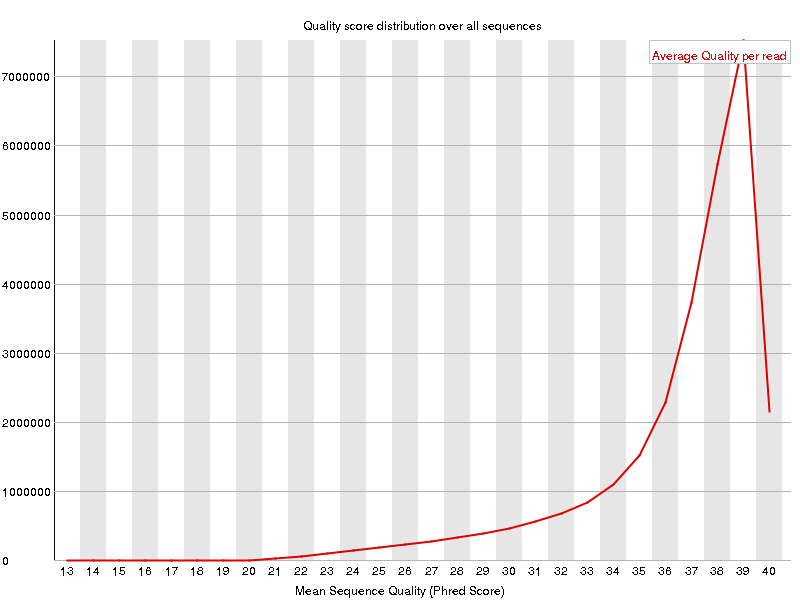 Quality score distribution over all sequences
Average Quality per read
7000000
6000000
5000000
4000000
3000000
2000000
1000000
0
13 14 15 16 17 18 19 20 21 22 23 24 25 26 27 28 29 30 31 32 33 34 35 36 37 38 39 40
Mean Sequence Quality (Phred Score)